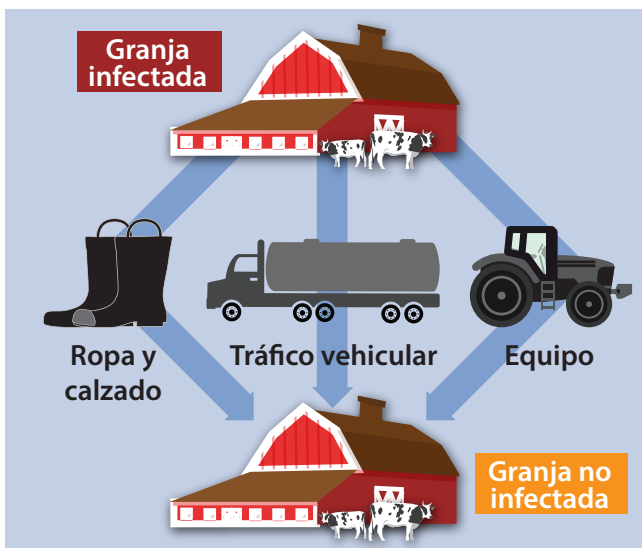 Granja
infectada
Ropa y
calzado
Tráfico vehicular
Equipo
Granja no
infectada